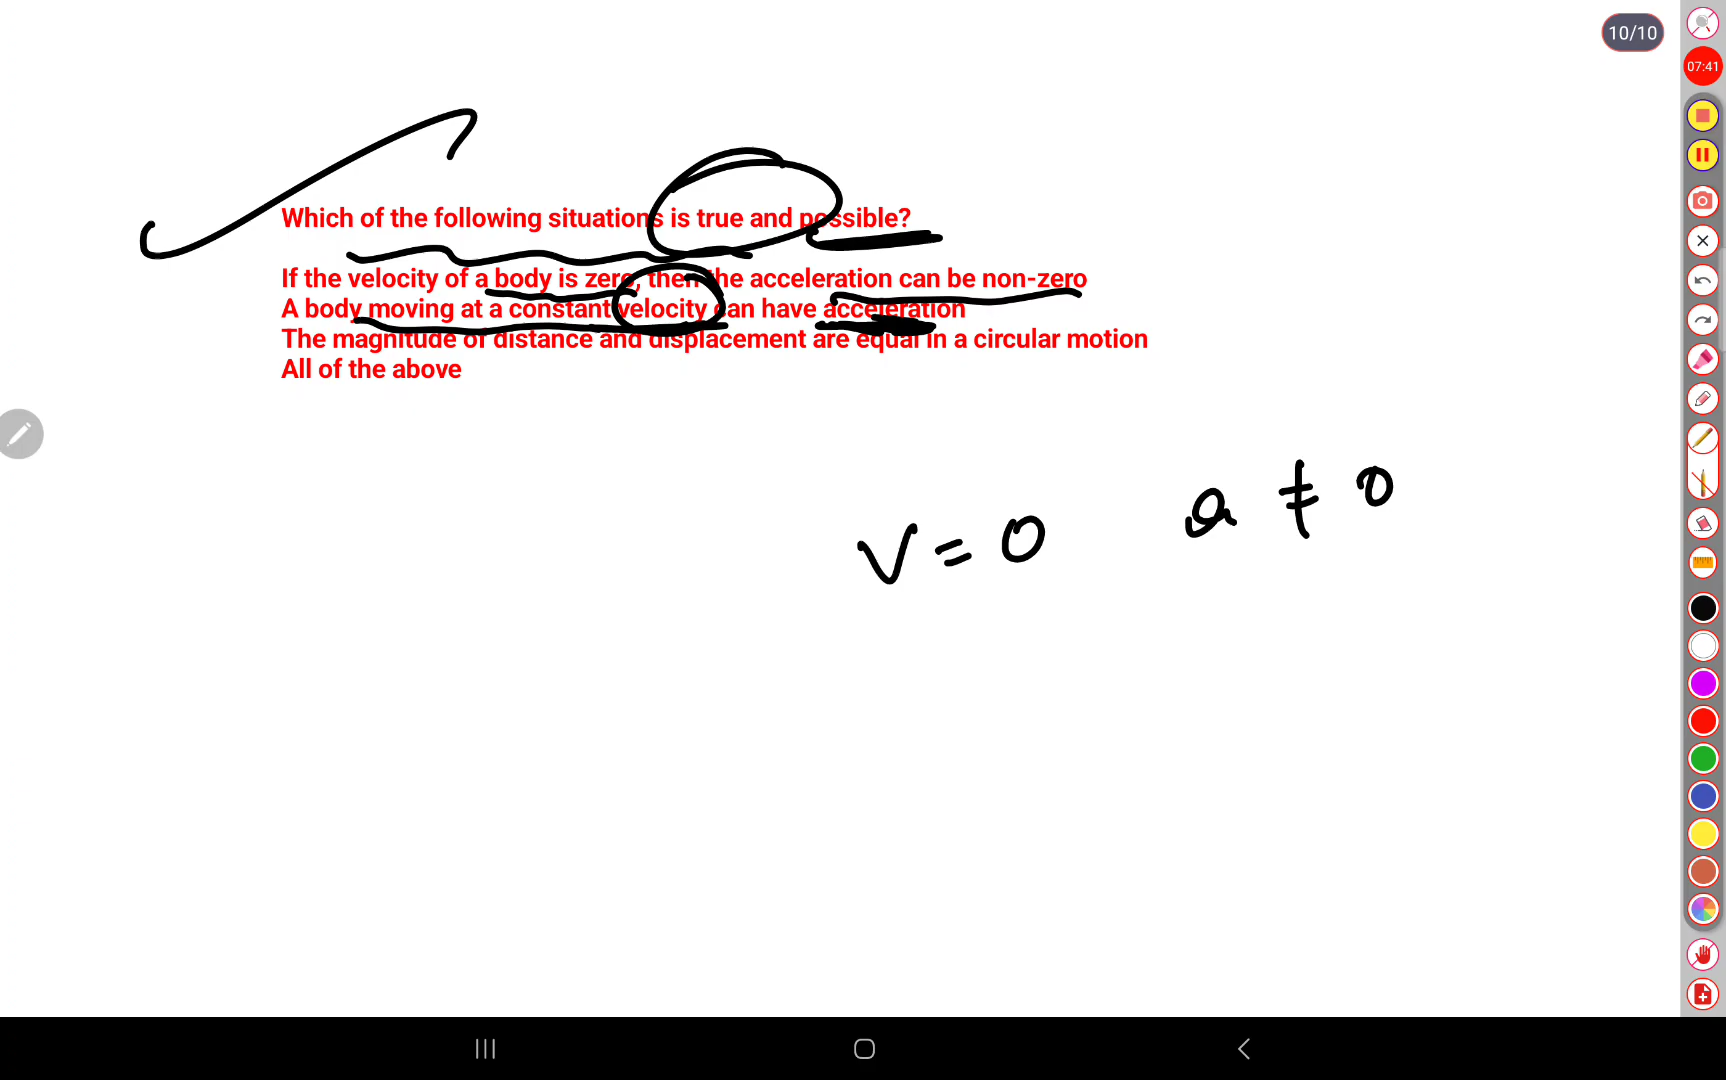 10/10
07:41
Which of the following situations is true and possible?
If the velocity of a body is zero, then the acceleration can be non-zero
A body moving at a constant velocity can have acceleration
The magnitude of distance and displacement are equal in a circular motion
All of the above
V = 0 a ≠ 0